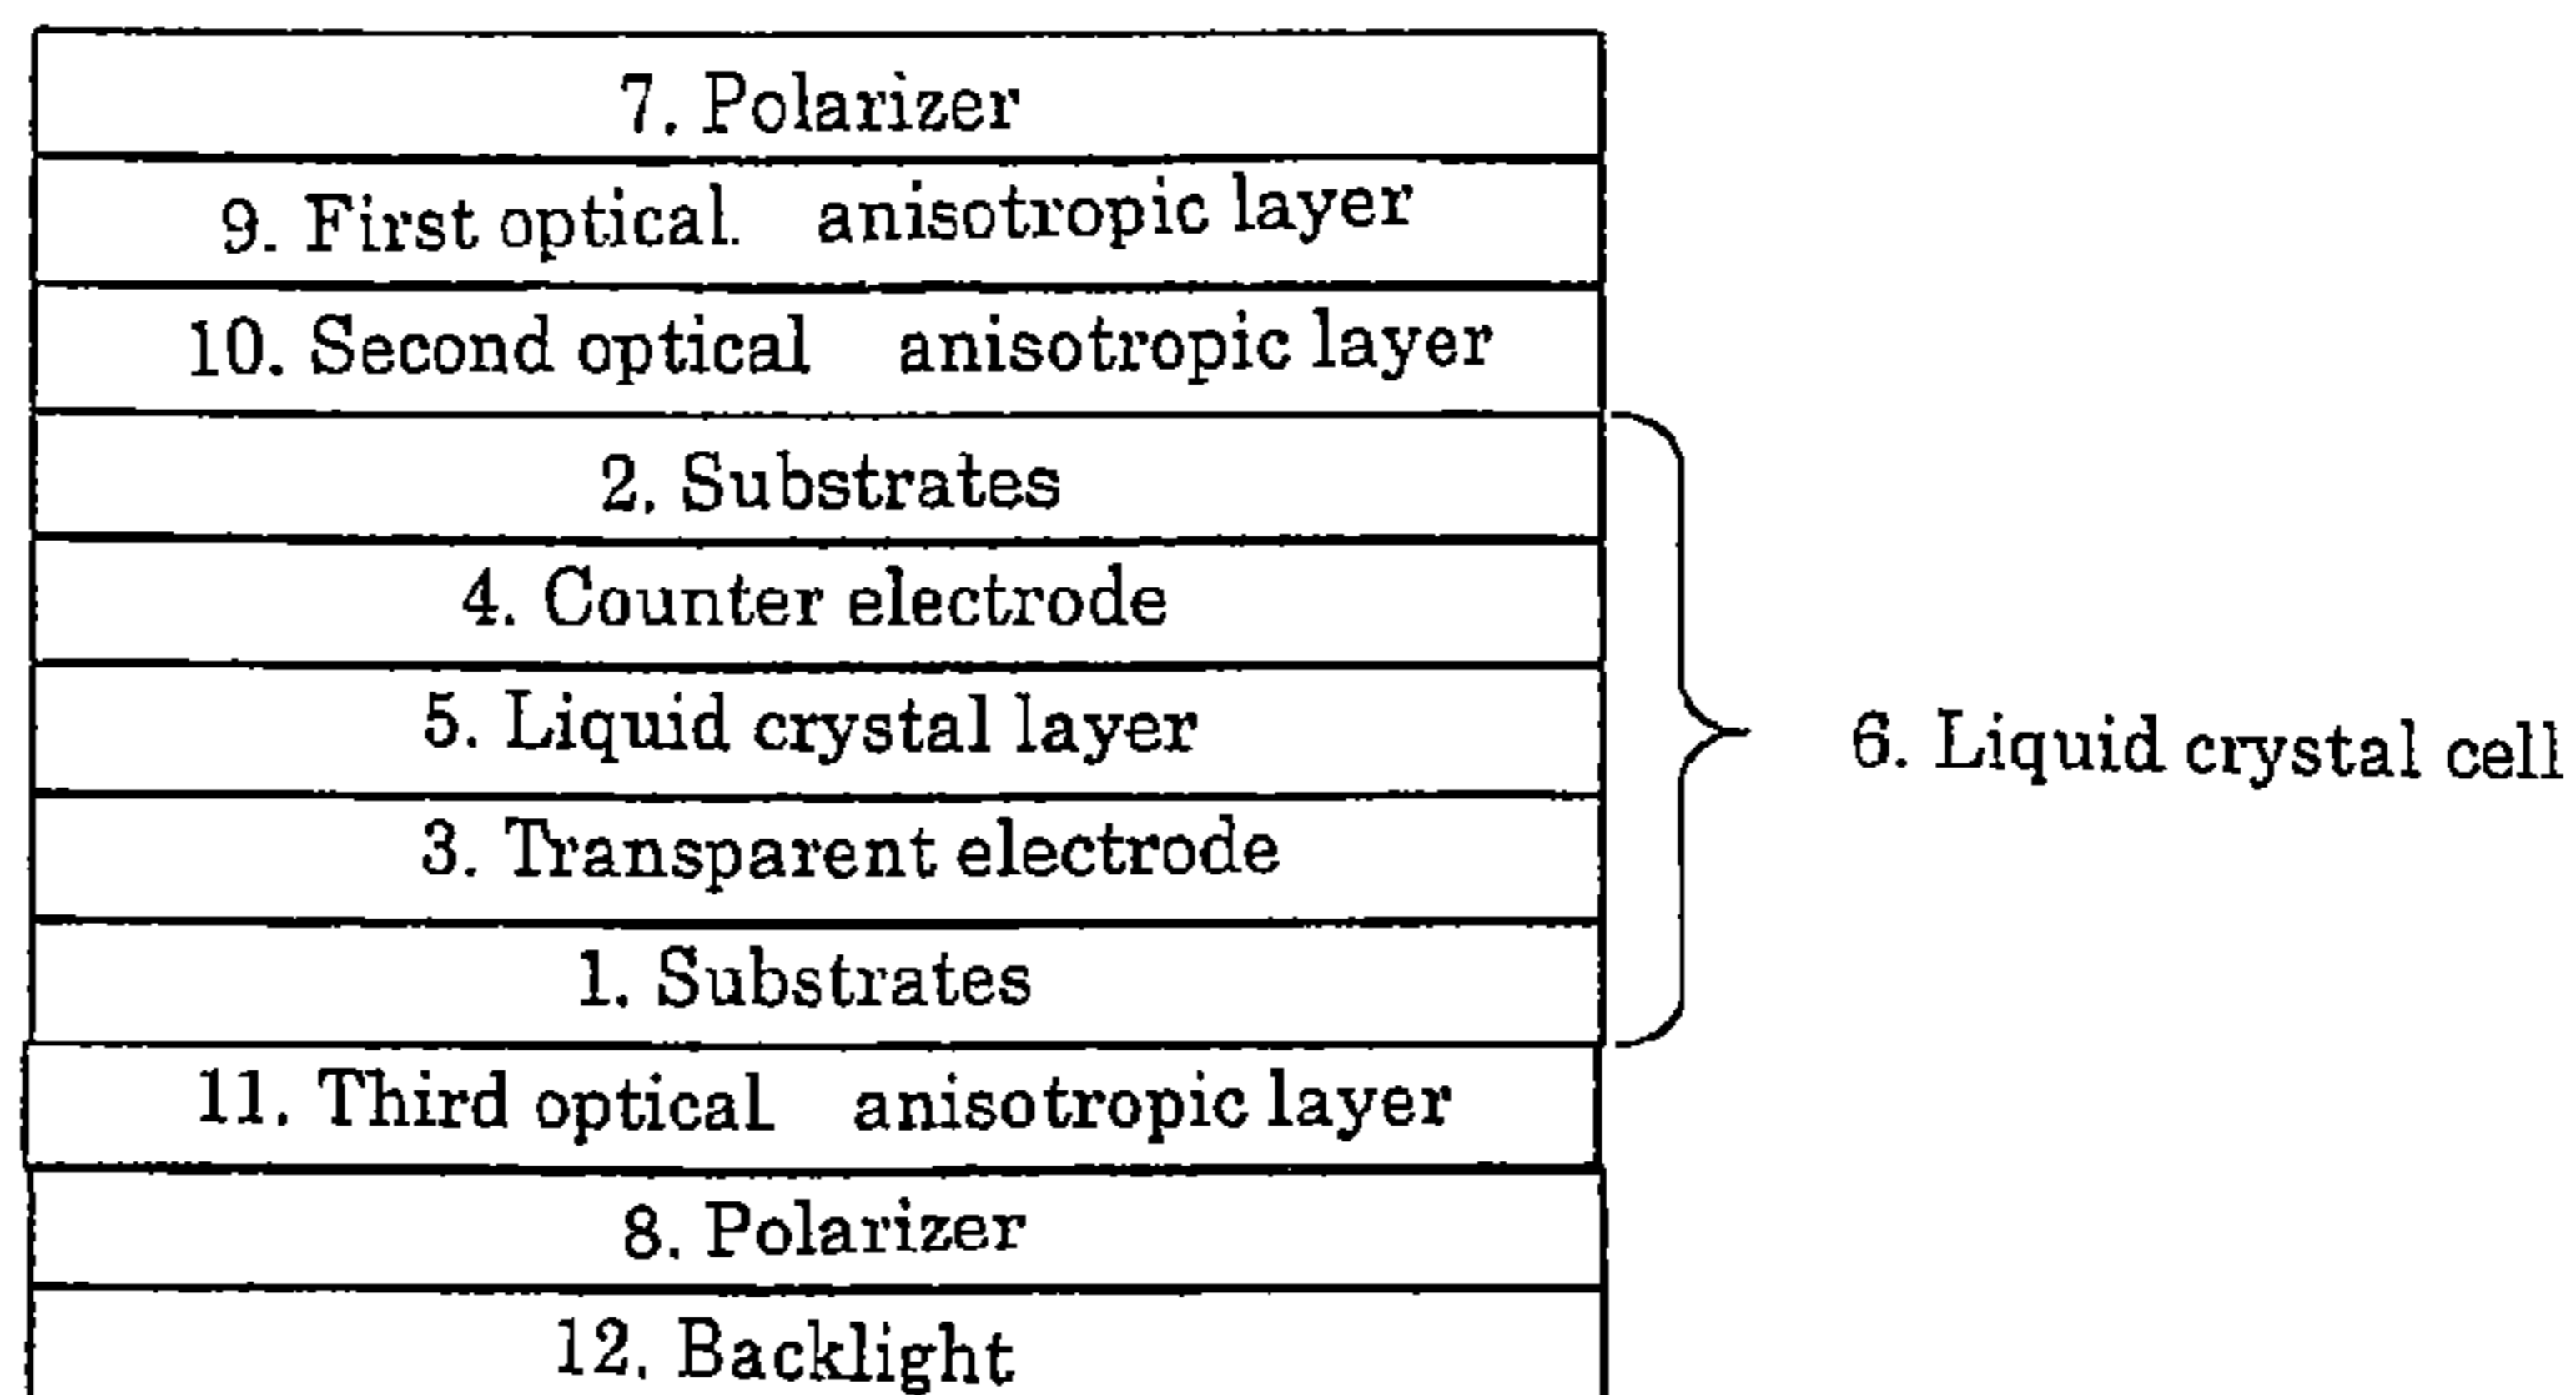 7. Polarizer
9. First optical. anisotropic layer
10. Second optical anisotropic layer
2. Substrates
4. Counter electrode
5. Liquid crystal layer
6. Liquid crystal cell
3. Transparent electrode
1. Substrates
11. Third optical anisotropic layer
8. Polarizer
12. Backlight